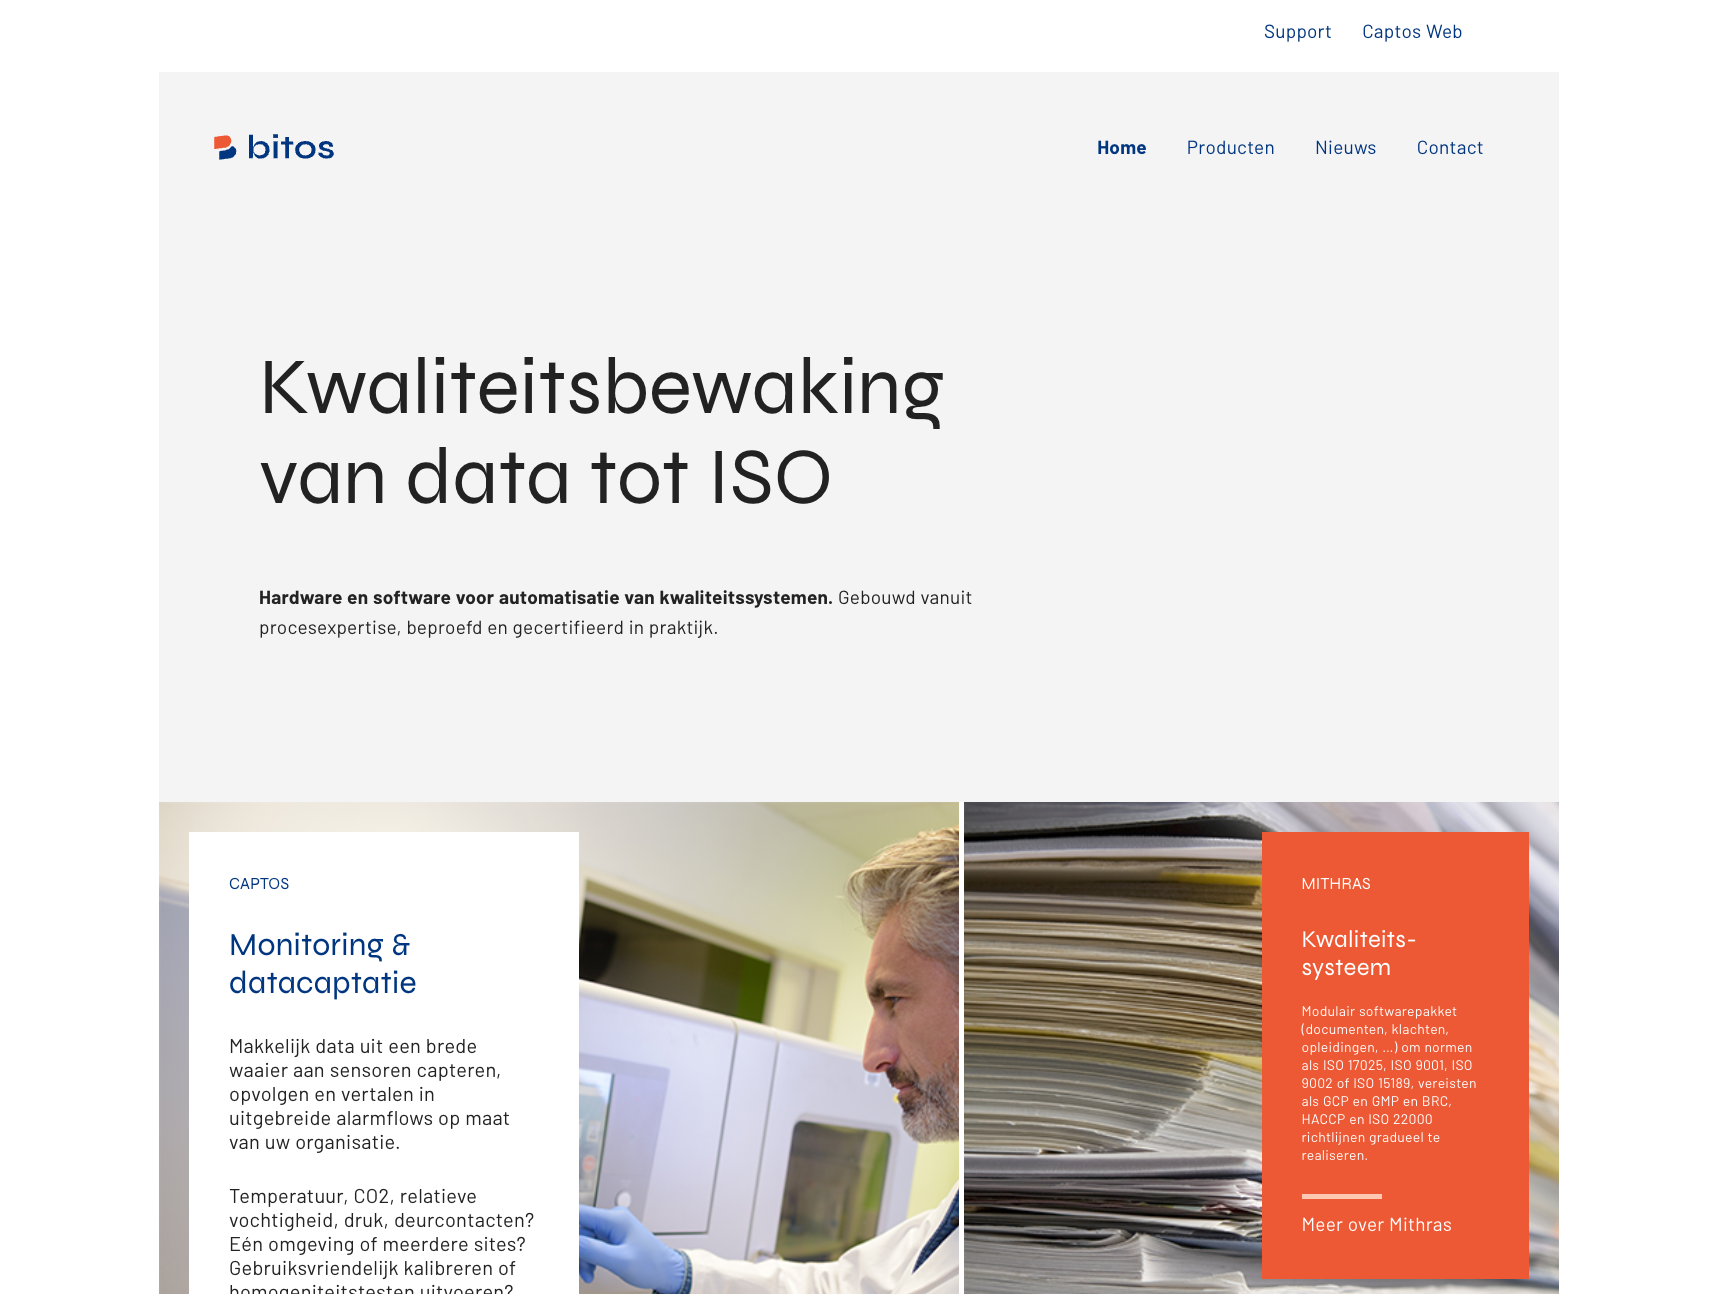 Support Captos Web
bitos
Home Producten Nieuws Contact
Kwaliteitsbewaking
van data tot ISO
Hardware en software voor automatisatie van kwaliteitssystemen. Gebouwd vanuit
procesexpertise, beproefd en gecertifieerd in praktijk.
CAPTOS
Monitoring &
datacaptatie
Makkelijk data uit een brede
waaier aan sensoren capteren,
opvolgen en vertalen in
uitgebreide alarmflows op maat
van uw organisatie.
Temperatuur, CO2, relatieve
vochtigheid, druk, deurcontacten?
Eén omgeving of meerdere sites?
Gebruiksvriendelijk kalibreren of
homogeniteitstesten uitvoeren?
MITHRAS
Kwaliteits-
systeem
Modulair softwarepakket
(documenten, klachten,
opleidingen, ...) om normen
als ISO 17025, ISO 9001, ISO
9002 of ISO 15189, vereisten
als GCP en GMP en BRC,
HACCP en ISO 22000
richtlijnen gradueel te
realiseren.
Meer over Mithras